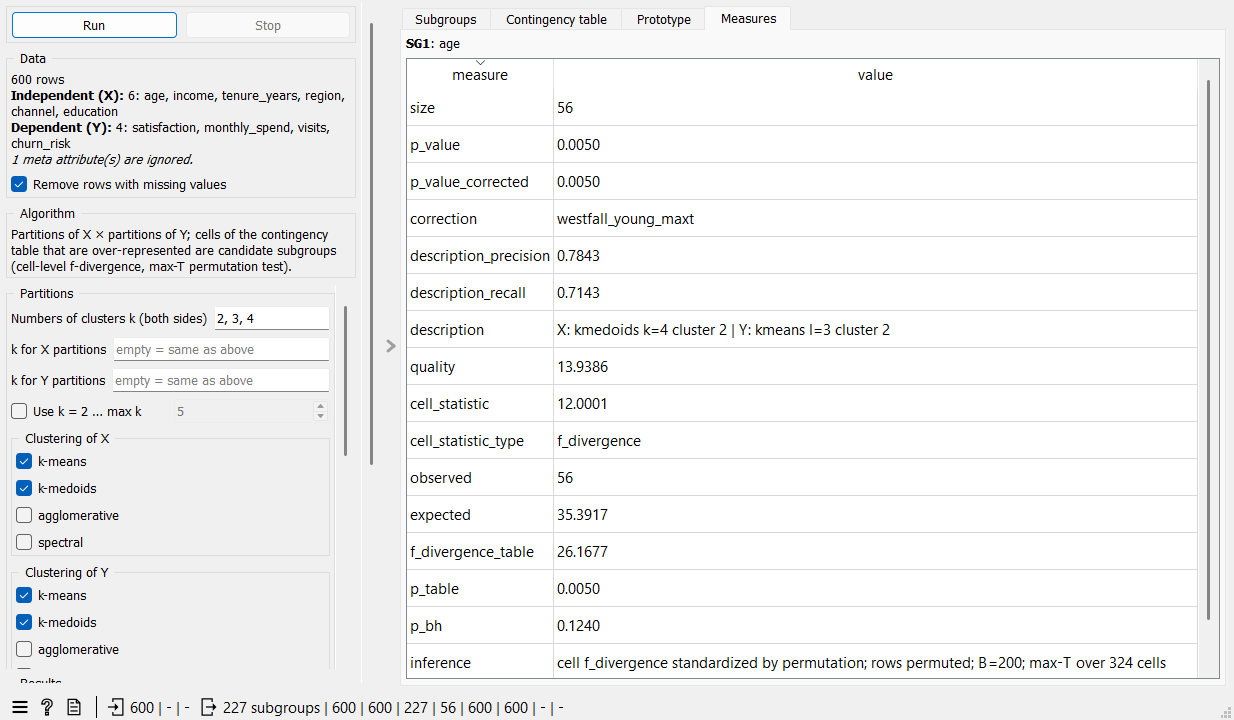 Run
Stop
Data
600 rows
Independent (X): 6: age, income, tenure_years, region,
channel, education
Dependent (Y): 4: satisfaction, monthly_spend, visits,
churn_risk
1 meta attribute(s) are ignored.
Remove rows with missing values
Algorithm
Partitions of X × partitions of Y; cells of the contingency
table that are over-represented are candidate subgroups
(cell-level f-divergence, max-T permutation test).
Partitions
Numbers of clusters k (both sides) 2, 3, 4
k for X partitions empty = same as above
k for Y partitions empty = same as above
Use k = 2 ... max k 5
Clustering of X
k-means
k-medoids
agglomerative
spectral
Clustering of Y
k-means
k-medoids
agglomerative
Results
Subgroups Contingency table Prototype Measures
SG1: age
measure value
size 56
p_value 0.0050
p_value_corrected 0.0050
correction westfall_young_maxt
description_precision 0.7843
description_recall 0.7143
description X: kmedoids k=4 cluster 2 | Y: kmeans l=3 cluster 2
quality 13.9386
cell_statistic 12.0001
cell_statistic_type f_divergence
observed 56
expected 35.3917
f_divergence_table 26.1677
p_table 0.0050
p_bh 0.1240
inference cell f_divergence standardized by permutation; rows permuted; B=200; max-T over 324 cells
600 | - | - 227 subgroups | 600 | 600 | 227 | 56 | 600 | 600 | - | -